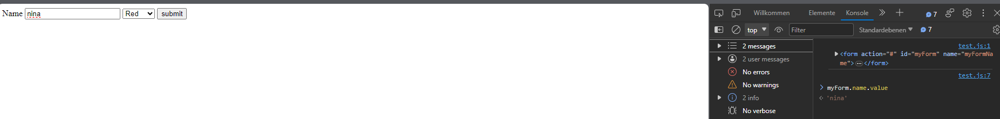 Name nina Red submit
Willkommen Elemente Konsole 7
top Filter Standardebenen 7
2 messages
2 user messages
No errors
No warnings
2 info
No verbose
test.js:1
<form action="#" id="myForm" name="myFormNa
me">…</form>
test.js:7
myForm.name.value
'nina'